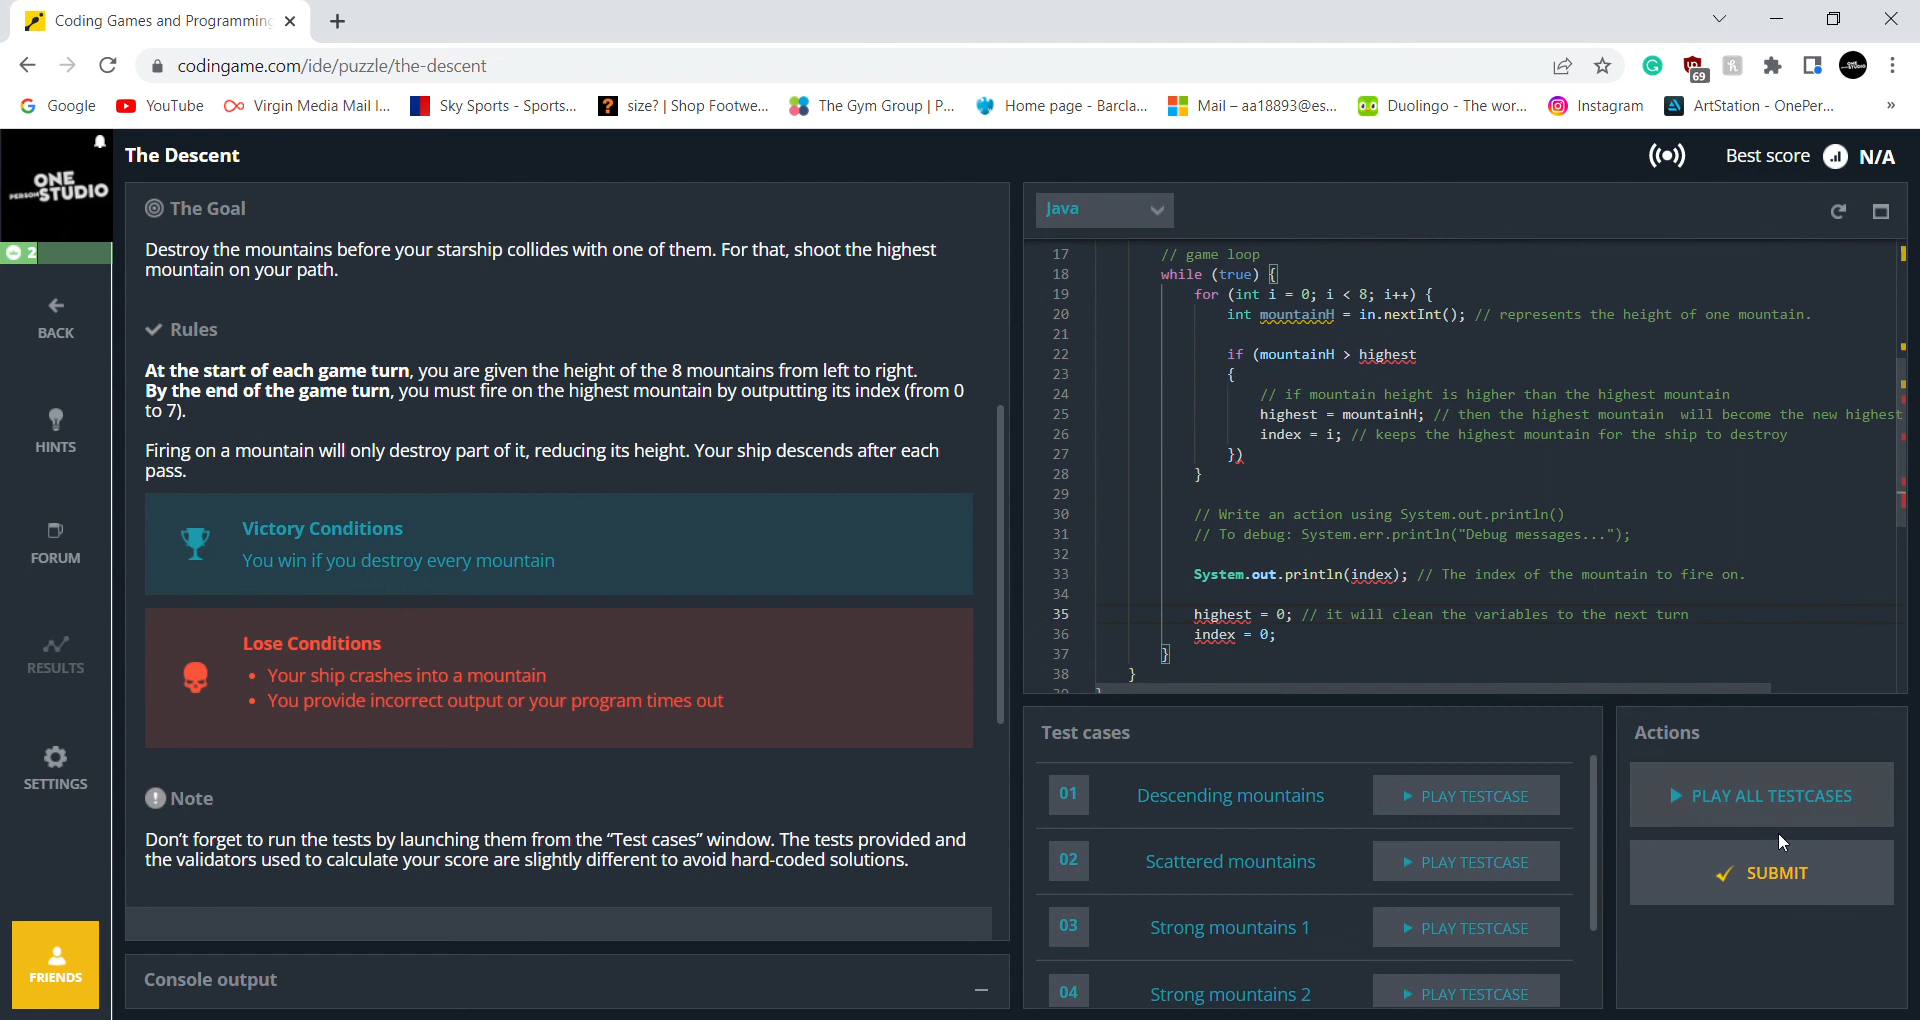 Coding Games and Programming
codingame.com/ide/puzzle/the-descent
69
Google
YouTube
Virgin Media Mail I...
Sky Sports - Sports...
size? | Shop Footwe...
The Gym Group | P...
Home page - Barcla...
Mail – aa18893@es...
Duolingo - The wor...
Instagram
ArtStation - OnePer...
»
ONE
PERSON STUDIO
2
BACK
HINTS
FORUM
RESULTS
SETTINGS
FRIENDS
The Descent
Best score N/A
The Goal
Destroy the mountains before your starship collides with one of them. For that, shoot the highest
mountain on your path.
Rules
At the start of each game turn, you are given the height of the 8 mountains from left to right.
By the end of the game turn, you must fire on the highest mountain by outputting its index (from 0
to 7).
Firing on a mountain will only destroy part of it, reducing its height. Your ship descends after each
pass.
Victory Conditions
You win if you destroy every mountain
Lose Conditions
• Your ship crashes into a mountain
• You provide incorrect output or your program times out
Note
Don't forget to run the tests by launching them from the “Test cases” window. The tests provided and
the validators used to calculate your score are slightly different to avoid hard-coded solutions.
Console output
Java
17 // game loop
18 while (true) {
19 for (int i = 0; i < 8; i++) {
20 int mountainH = in.nextInt(); // represents the height of one mountain.
21
22 if (mountainH > highest
23 {
24 // if mountain height is higher than the highest mountain
25 highest = mountainH; // then the highest mountain  will become the new highest
26 index = i; // keeps the highest mountain for the ship to destroy
27 })
28 }
29
30 // Write an action using System.out.println()
31 // To debug: System.err.println("Debug messages...");
32
33 System.out.println(index); // The index of the mountain to fire on.
34
35 highest = 0; // it will clean the variables to the next turn
36 index = 0;
37 }
38 }
Test cases
01 Descending mountains PLAY TESTCASE
02 Scattered mountains PLAY TESTCASE
03 Strong mountains 1 PLAY TESTCASE
04 Strong mountains 2 PLAY TESTCASE
Actions
PLAY ALL TESTCASES
SUBMIT